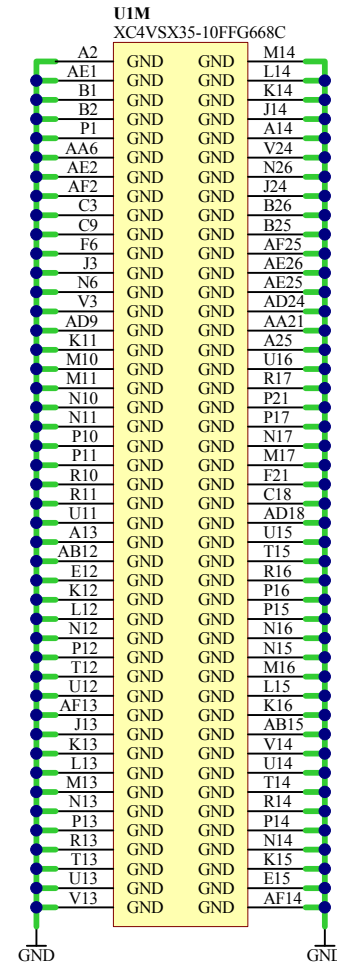 U1M
XC4VSX35-10FFG668C
A2 GND GND M14
AE1 GND GND L14
B1 GND GND K14
B2 GND GND J14
P1 GND GND A14
AA6 GND GND V24
AE2 GND GND N26
AF2 GND GND J24
C3 GND GND B26
C9 GND GND B25
F6 GND GND AF25
J3 GND GND AE26
N6 GND GND AE25
V3 GND GND AD24
AD9 GND GND AA21
K11 GND GND A25
M10 GND GND U16
M11 GND GND R17
N10 GND GND P21
N11 GND GND P17
P10 GND GND N17
P11 GND GND M17
R10 GND GND F21
R11 GND GND C18
U11 GND GND AD18
A13 GND GND U15
AB12 GND GND T15
E12 GND GND R16
K12 GND GND P16
L12 GND GND P15
N12 GND GND N16
P12 GND GND N15
T12 GND GND M16
U12 GND GND L15
AF13 GND GND K16
J13 GND GND AB15
K13 GND GND V14
L13 GND GND U14
M13 GND GND T14
N13 GND GND R14
P13 GND GND P14
R13 GND GND N14
T13 GND GND K15
U13 GND GND E15
V13 GND GND AF14
GND GND